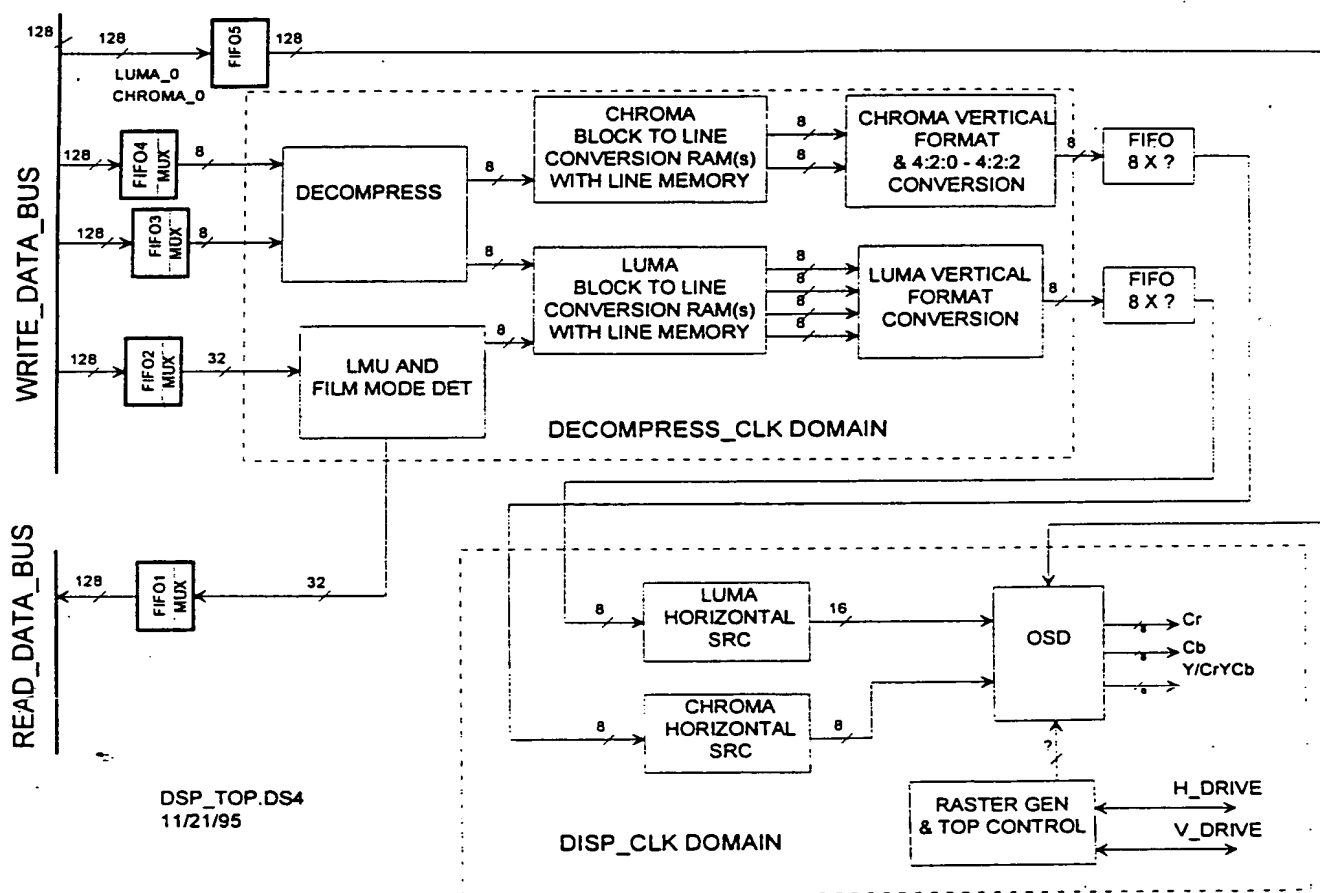 128
128
FIFO5
128
LUMA_0
CHROMA_0
WRITE_DATA_BUS
128
FIFO4
MUX
8
128
FIFO3
MUX
8
128
FIFO2
MUX
32
DECOMPRESS
8
8
CHROMA
BLOCK TO LINE
CONVERSION RAM(s)
WITH LINE MEMORY
8
8
CHROMA VERTICAL
FORMAT
& 4:2:0 - 4:2:2
CONVERSION
8
FIFO
8 X ?
LUMA
BLOCK TO LINE
CONVERSION RAM(s)
WITH LINE MEMORY
8
8
8
8
LUMA VERTICAL
FORMAT
CONVERSION
8
FIFO
8 X ?
LMU AND
FILM MODE DET
8
DECOMPRESS_CLK DOMAIN
READ_DATA_BUS
128
FIFO1
MUX
32
8
LUMA
HORIZONTAL
SRC
16
OSD
Cr
Cb
Y/CrYCb
8
CHROMA
HORIZONTAL
SRC
8
?
RASTER GEN
& TOP CONTROL
H_DRIVE
V_DRIVE
DSP_TOP.DS4
11/21/95
DISP_CLK DOMAIN